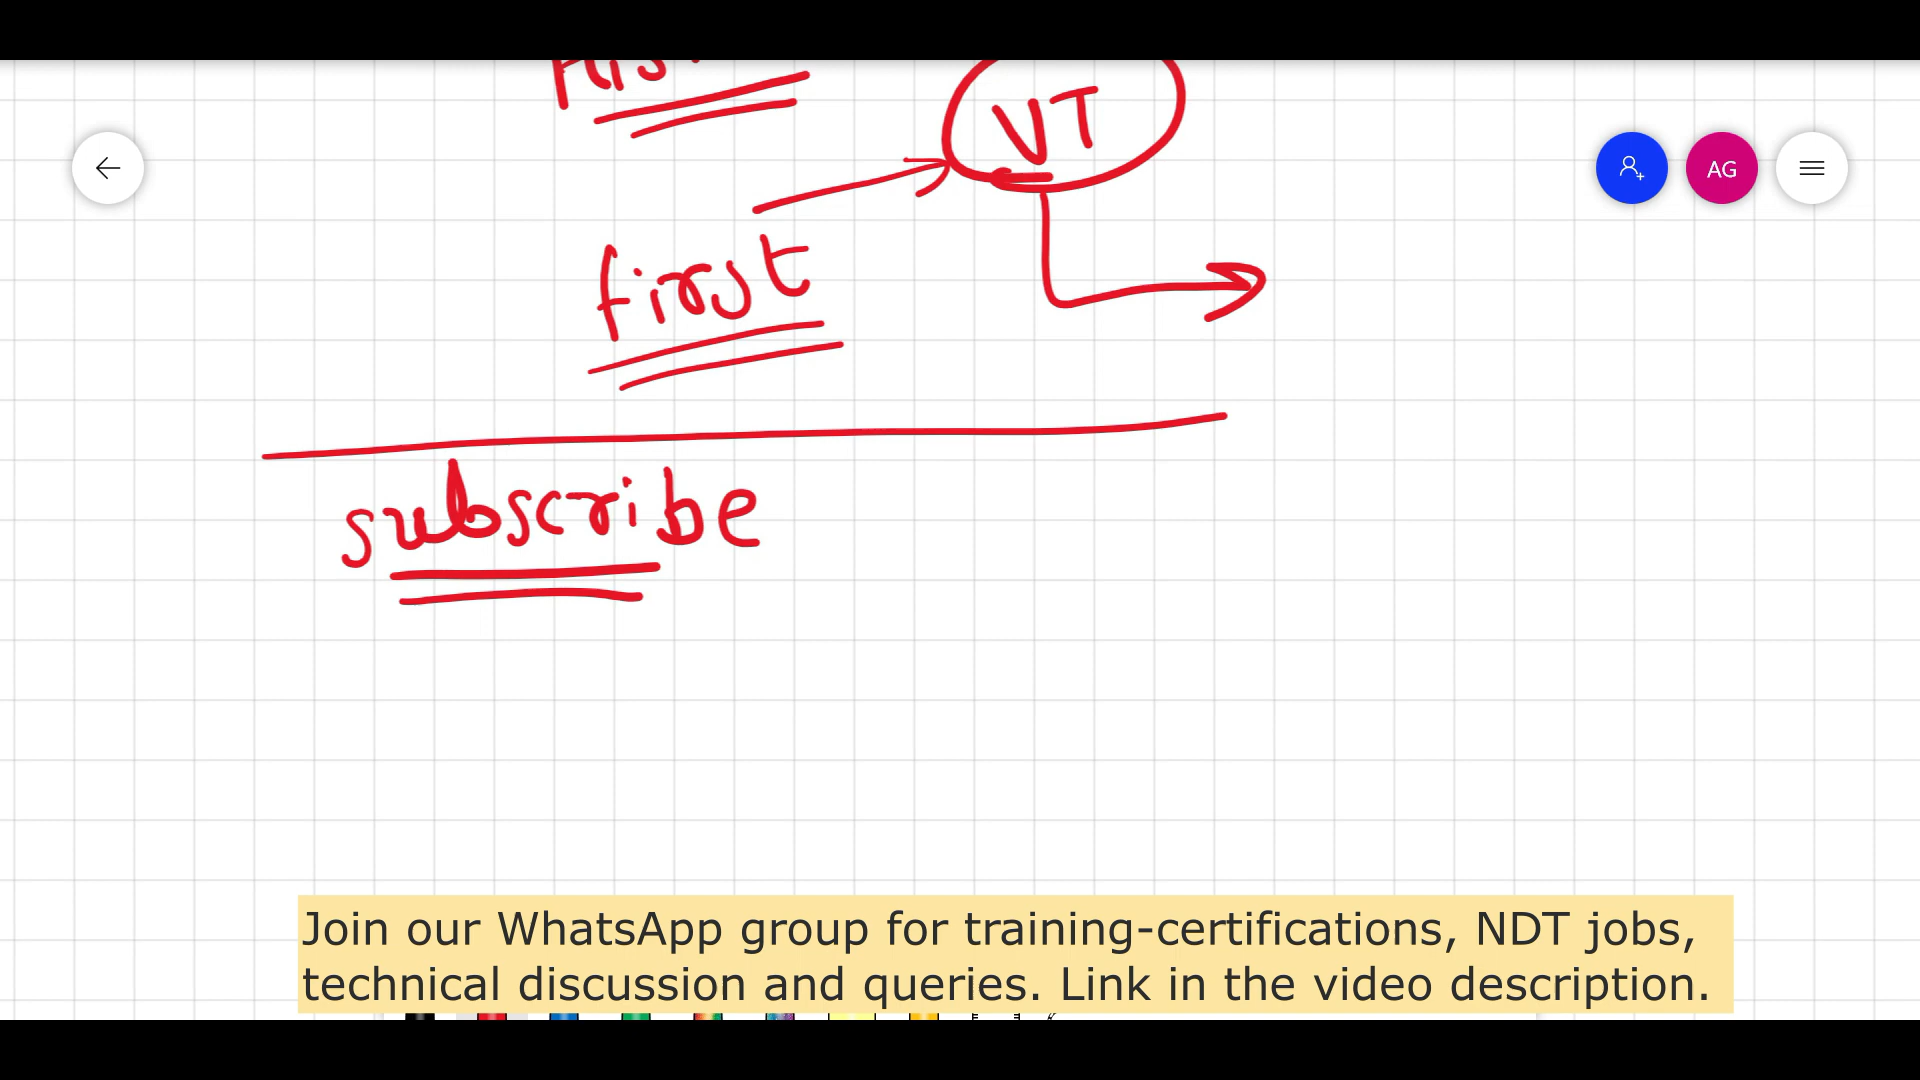 VT
AG
first
subscribe
Join our WhatsApp group for training-certifications, NDT jobs,
technical discussion and queries. Link in the video description.